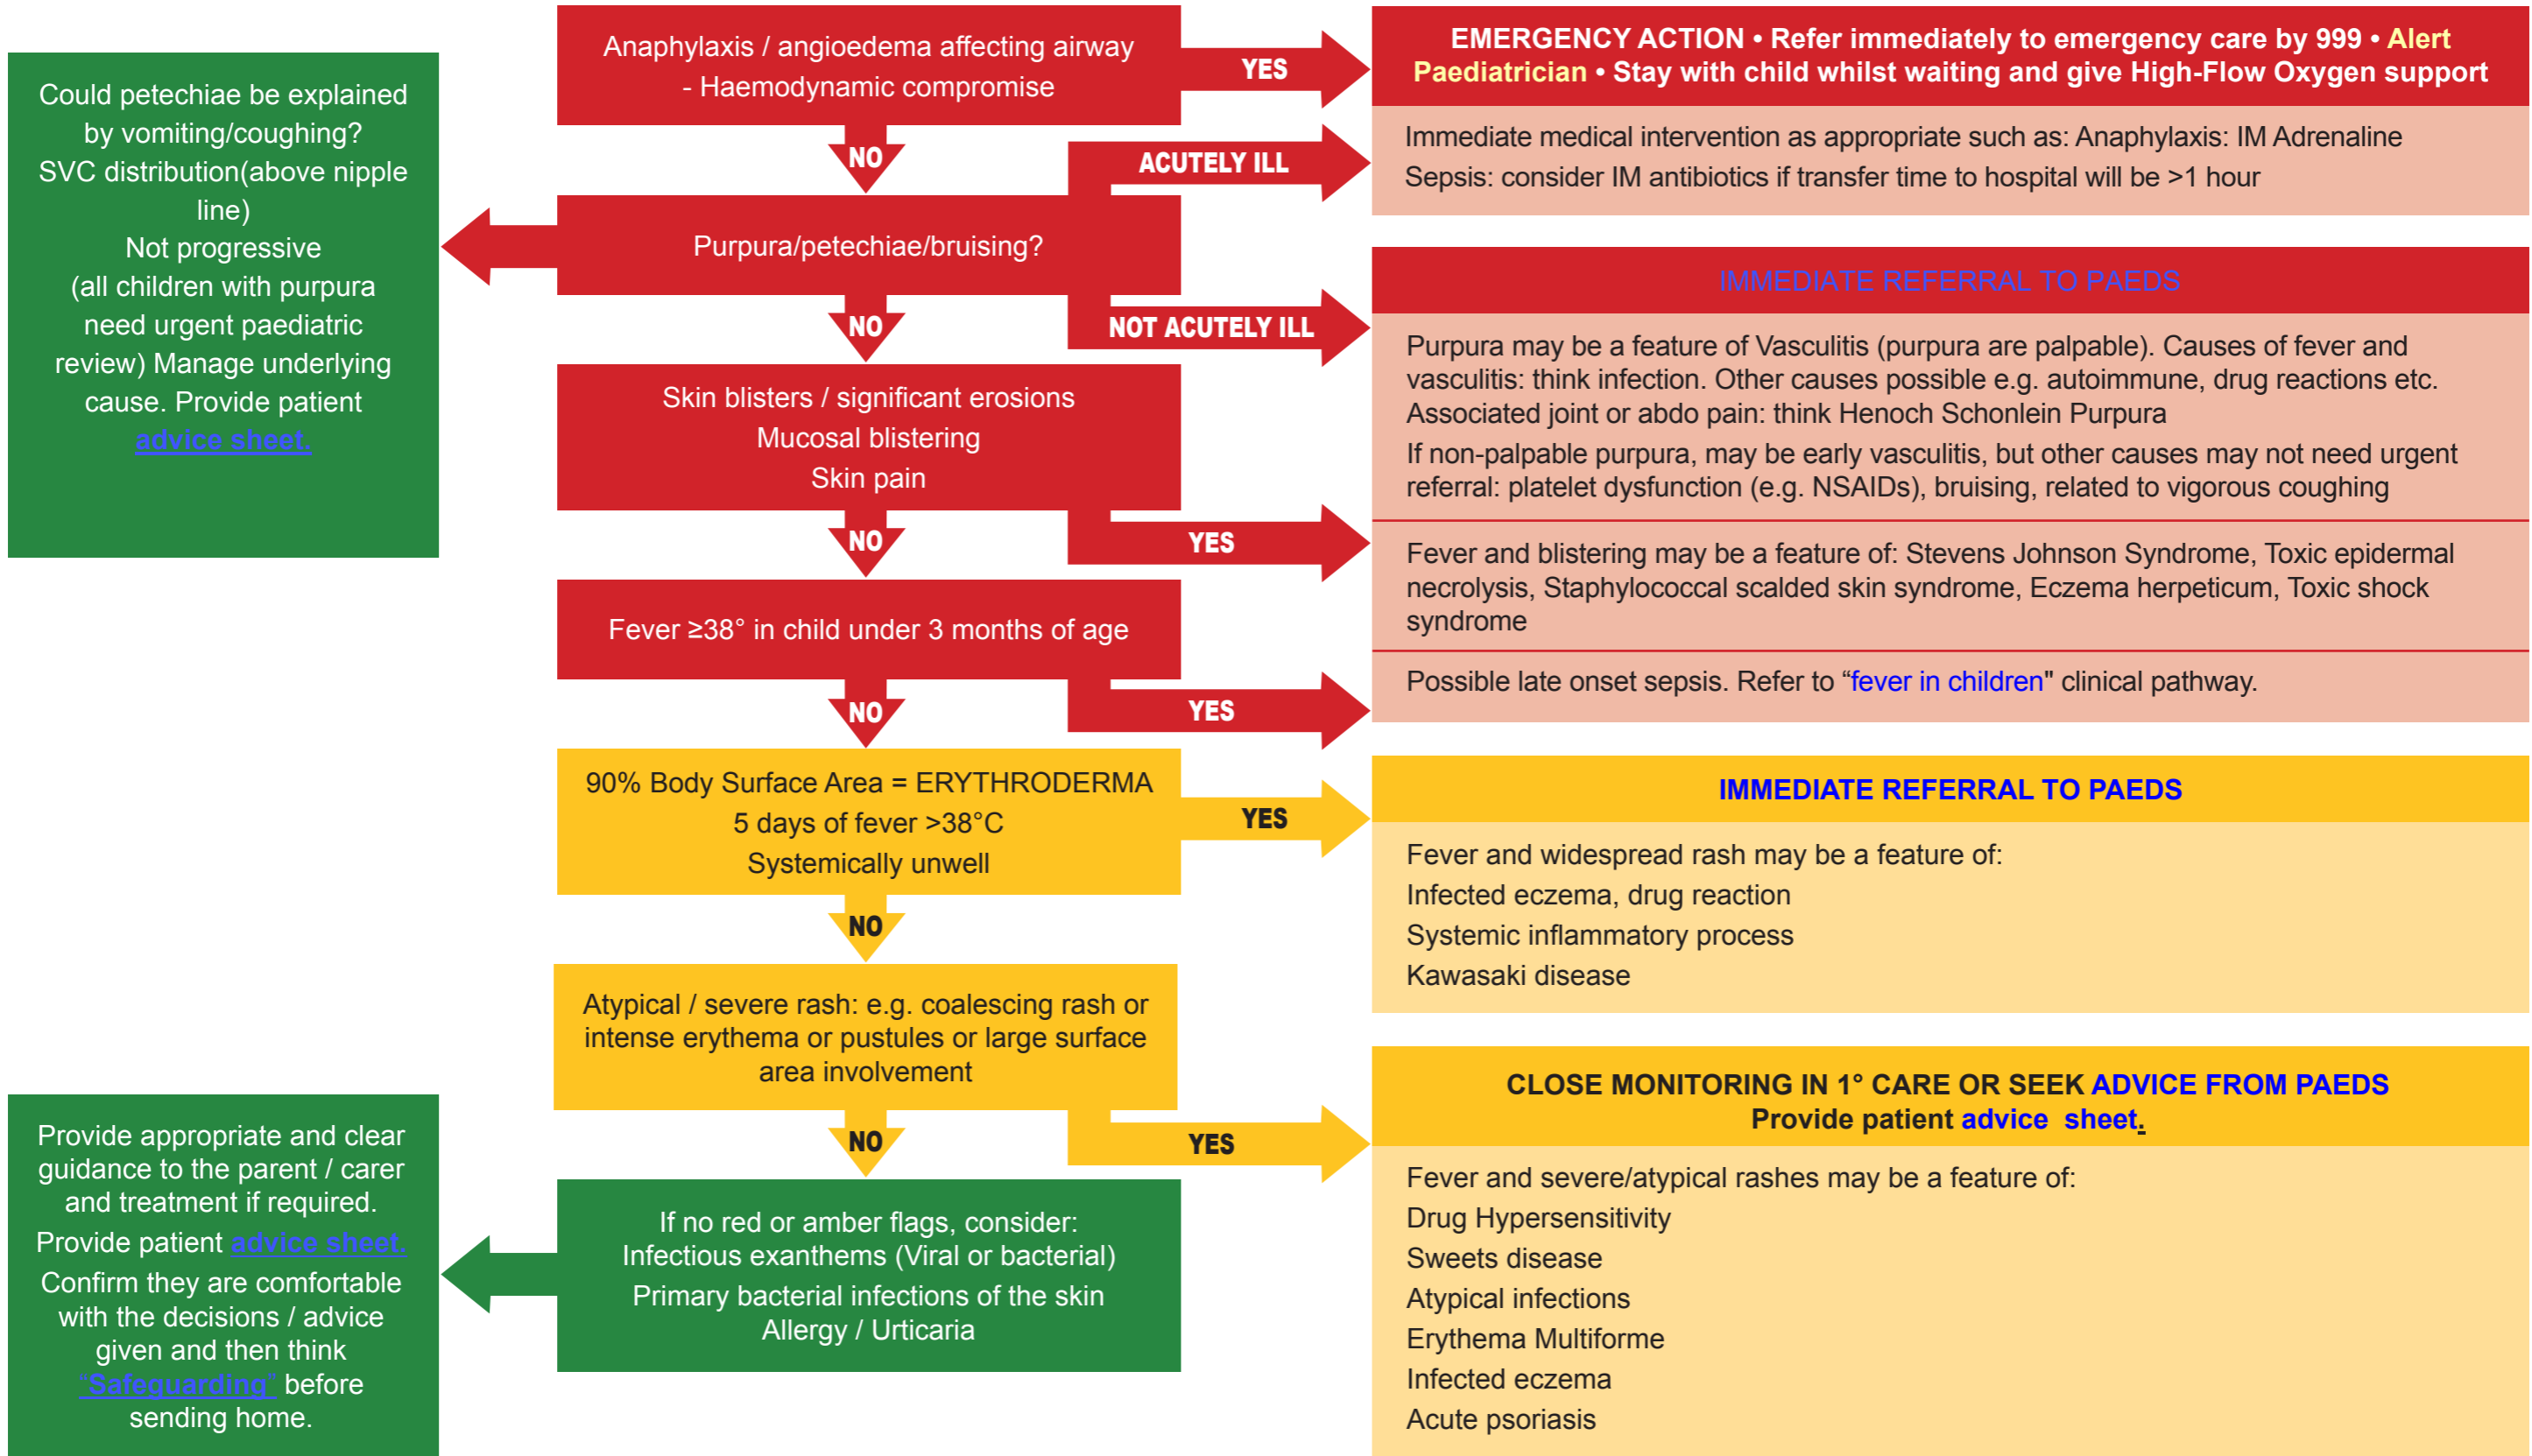 Anaphylaxis / angioedema affecting airway
- Haemodynamic compromise
YES
EMERGENCY ACTION • Refer immediately to emergency care by 999 • Alert
Paediatrician • Stay with child whilst waiting and give High-Flow Oxygen support
Immediate medical intervention as appropriate such as: Anaphylaxis: IM Adrenaline
Sepsis: consider IM antibiotics if transfer time to hospital will be >1 hour
NO
ACUTELY ILL
Purpura/petechiae/bruising?
Could petechiae be explained
by vomiting/coughing?
SVC distribution(above nipple
line)
Not progressive
(all children with purpura
need urgent paediatric
review) Manage underlying
cause. Provide patient
advice sheet.
NO
NOT ACUTELY ILL
IMMEDIATE REFERRAL TO PAEDS
Purpura may be a feature of Vasculitis (purpura are palpable). Causes of fever and
vasculitis: think infection. Other causes possible e.g. autoimmune, drug reactions etc.
Associated joint or abdo pain: think Henoch Schonlein Purpura
If non-palpable purpura, may be early vasculitis, but other causes may not need urgent
referral: platelet dysfunction (e.g. NSAIDs), bruising, related to vigorous coughing
Skin blisters / significant erosions
Mucosal blistering
Skin pain
NO
YES
Fever and blistering may be a feature of: Stevens Johnson Syndrome, Toxic epidermal
necrolysis, Staphylococcal scalded skin syndrome, Eczema herpeticum, Toxic shock
syndrome
Fever ≥38° in child under 3 months of age
NO
YES
Possible late onset sepsis. Refer to “fever in children" clinical pathway.
90% Body Surface Area = ERYTHRODERMA
5 days of fever >38°C
Systemically unwell
YES
IMMEDIATE REFERRAL TO PAEDS
Fever and widespread rash may be a feature of:
Infected eczema, drug reaction
Systemic inflammatory process
Kawasaki disease
NO
Atypical / severe rash: e.g. coalescing rash or
intense erythema or pustules or large surface
area involvement
NO
YES
CLOSE MONITORING IN 1° CARE OR SEEK ADVICE FROM PAEDS
Provide patient advice sheet.
Fever and severe/atypical rashes may be a feature of:
Drug Hypersensitivity
Sweets disease
Atypical infections
Erythema Multiforme
Infected eczema
Acute psoriasis
If no red or amber flags, consider:
Infectious exanthems (Viral or bacterial)
Primary bacterial infections of the skin
Allergy / Urticaria
Provide appropriate and clear
guidance to the parent / carer
and treatment if required.
Provide patient advice sheet.
Confirm they are comfortable
with the decisions / advice
given and then think
“Safeguarding” before
sending home.